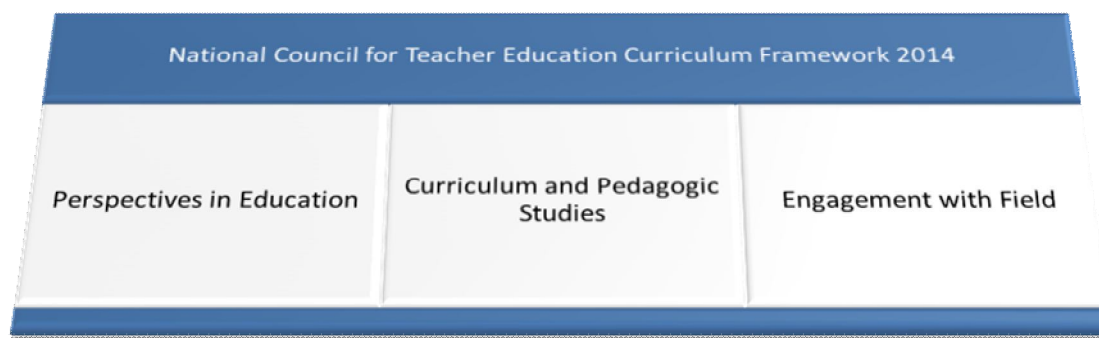 National Council for Teacher Education Curriculum Framework 2014
Perspectives in Education
Curriculum and Pedagogic
Studies
Engagement with Field